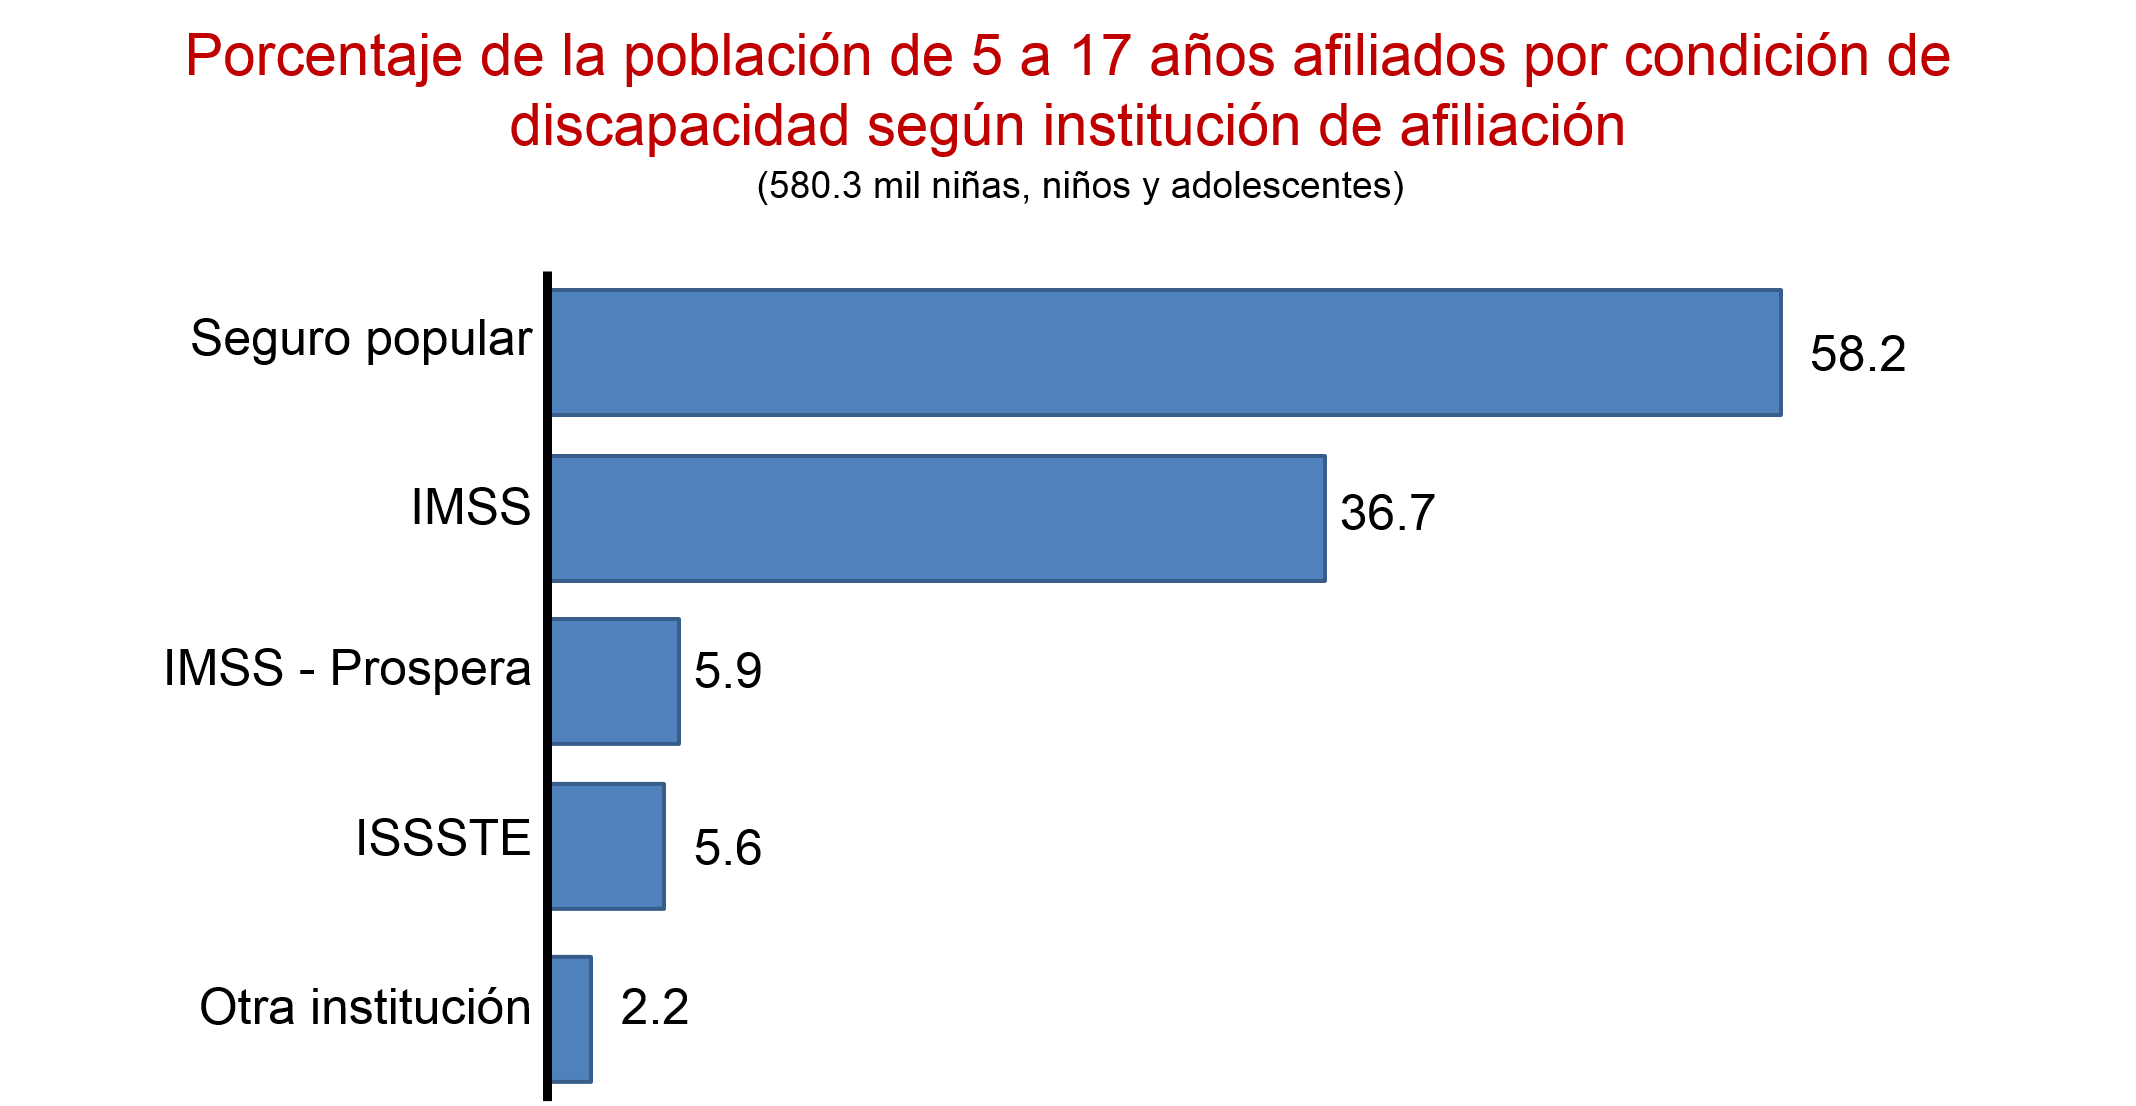 Porcentaje de la población de 5 a 17 años afiliados por condición de
discapacidad según institución de afiliación
(580.3 mil niñas, niños y adolescentes)
Seguro popular 58.2
IMSS 36.7
IMSS - Prospera 5.9
ISSSTE 5.6
Otra institución 2.2